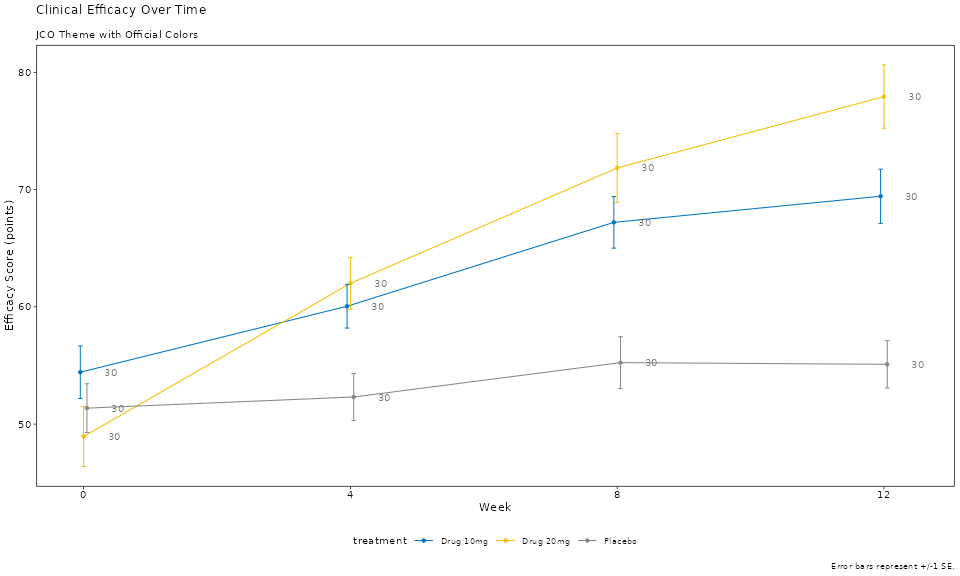 Clinical Efficacy Over Time
JCO Theme with Official Colors
80
70
60
50
Efficacy Score (points)
30
30
30
30
30
30
30
30
30
30
30
30
0 4 8 12
Week
treatment Drug 10mg Drug 20mg Placebo
Error bars represent +/-1 SE.